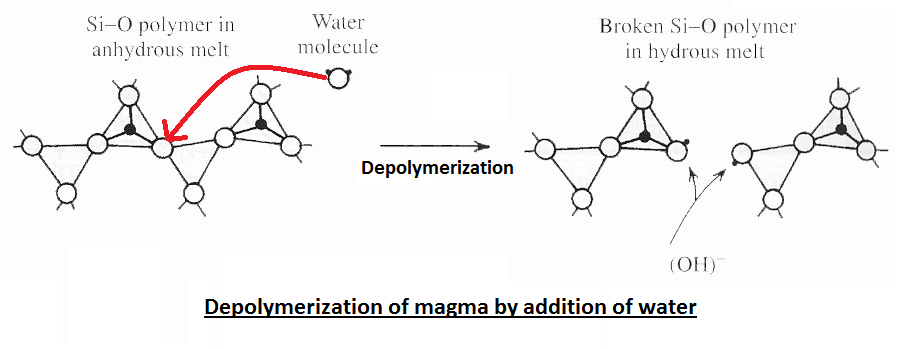 Si–O polymer in
anhydrous melt
Water
molecule
Depolymerization
Broken Si–O polymer
in hydrous melt
(OH)⁻
Depolymerization of magma by addition of water